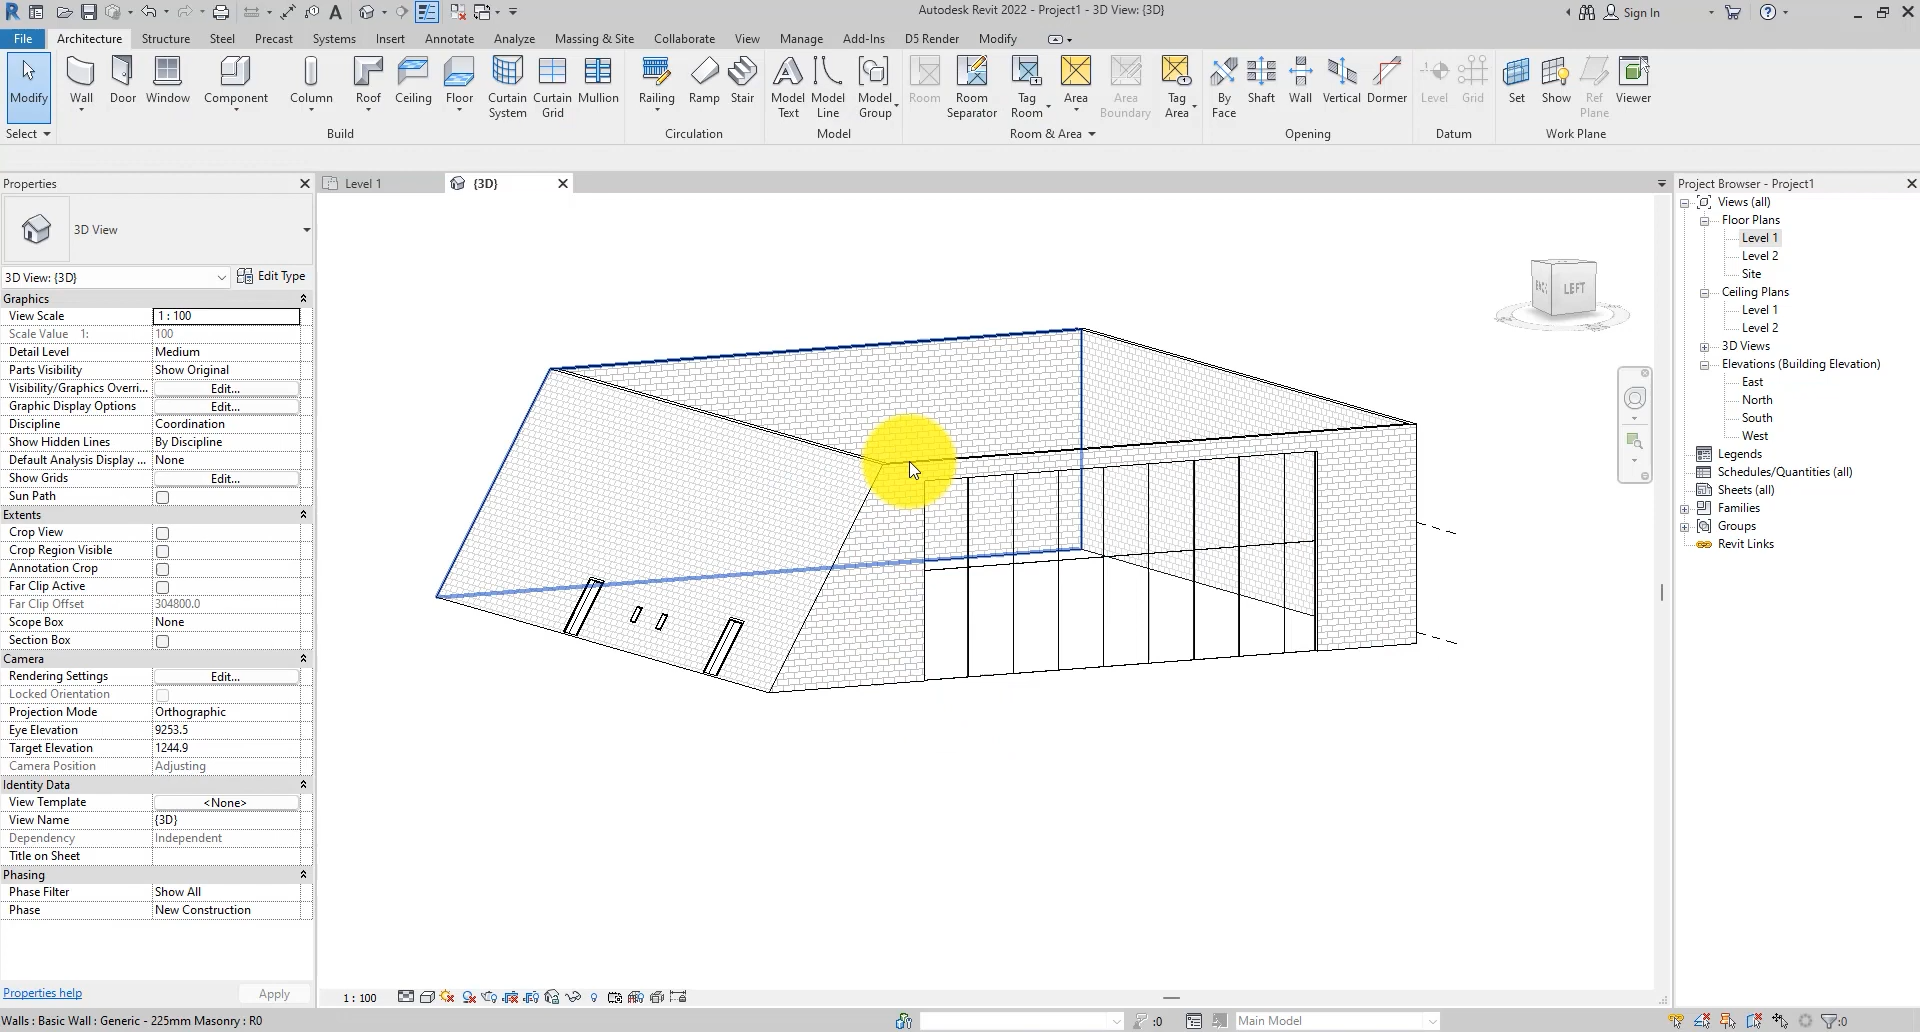 Autodesk Revit 2022 - Project1 - 3D View: {3D}
Sign In
File Architecture Structure Steel Precast Systems Insert Annotate Analyze Massing & Site Collaborate View Manage Add-Ins D5 Render Modify
Modify Wall Door Window Component Column Roof Ceiling Floor Curtain System Curtain Grid Mullion Railing Ramp Stair Model Text Model Line Model Group Room Room Separator Tag Room Area Area Boundary Tag Area By Face Shaft Wall Vertical Dormer Level Grid Set Show Ref Plane Viewer
Select Build Circulation Model Room & Area Opening Datum Work Plane
Properties
Level 1
{3D}
3D View
3D View: {3D} Edit Type
Graphics
View Scale 1 : 100
Scale Value 1: 100
Detail Level Medium
Parts Visibility Show Original
Visibility/Graphics Overri... Edit...
Graphic Display Options Edit...
Discipline Coordination
Show Hidden Lines By Discipline
Default Analysis Display ... None
Show Grids Edit...
Sun Path
Extents
Crop View
Crop Region Visible
Annotation Crop
Far Clip Active
Far Clip Offset 304800.0
Scope Box None
Section Box
Camera
Rendering Settings Edit...
Locked Orientation
Projection Mode Orthographic
Eye Elevation 9253.5
Target Elevation 1244.9
Camera Position Adjusting
Identity Data
View Template <None>
View Name {3D}
Dependency Independent
Title on Sheet
Phasing
Phase Filter Show All
Phase New Construction
Properties help Apply
LEFT
Project Browser - Project1
Views (all)
Floor Plans
Level 1
Level 2
Site
Ceiling Plans
Level 1
Level 2
3D Views
Elevations (Building Elevation)
East
North
South
West
Legends
Schedules/Quantities (all)
Sheets (all)
Families
Groups
Revit Links
1 : 100
Walls : Basic Wall : Generic - 225mm Masonry : R0
:0
Main Model
:0